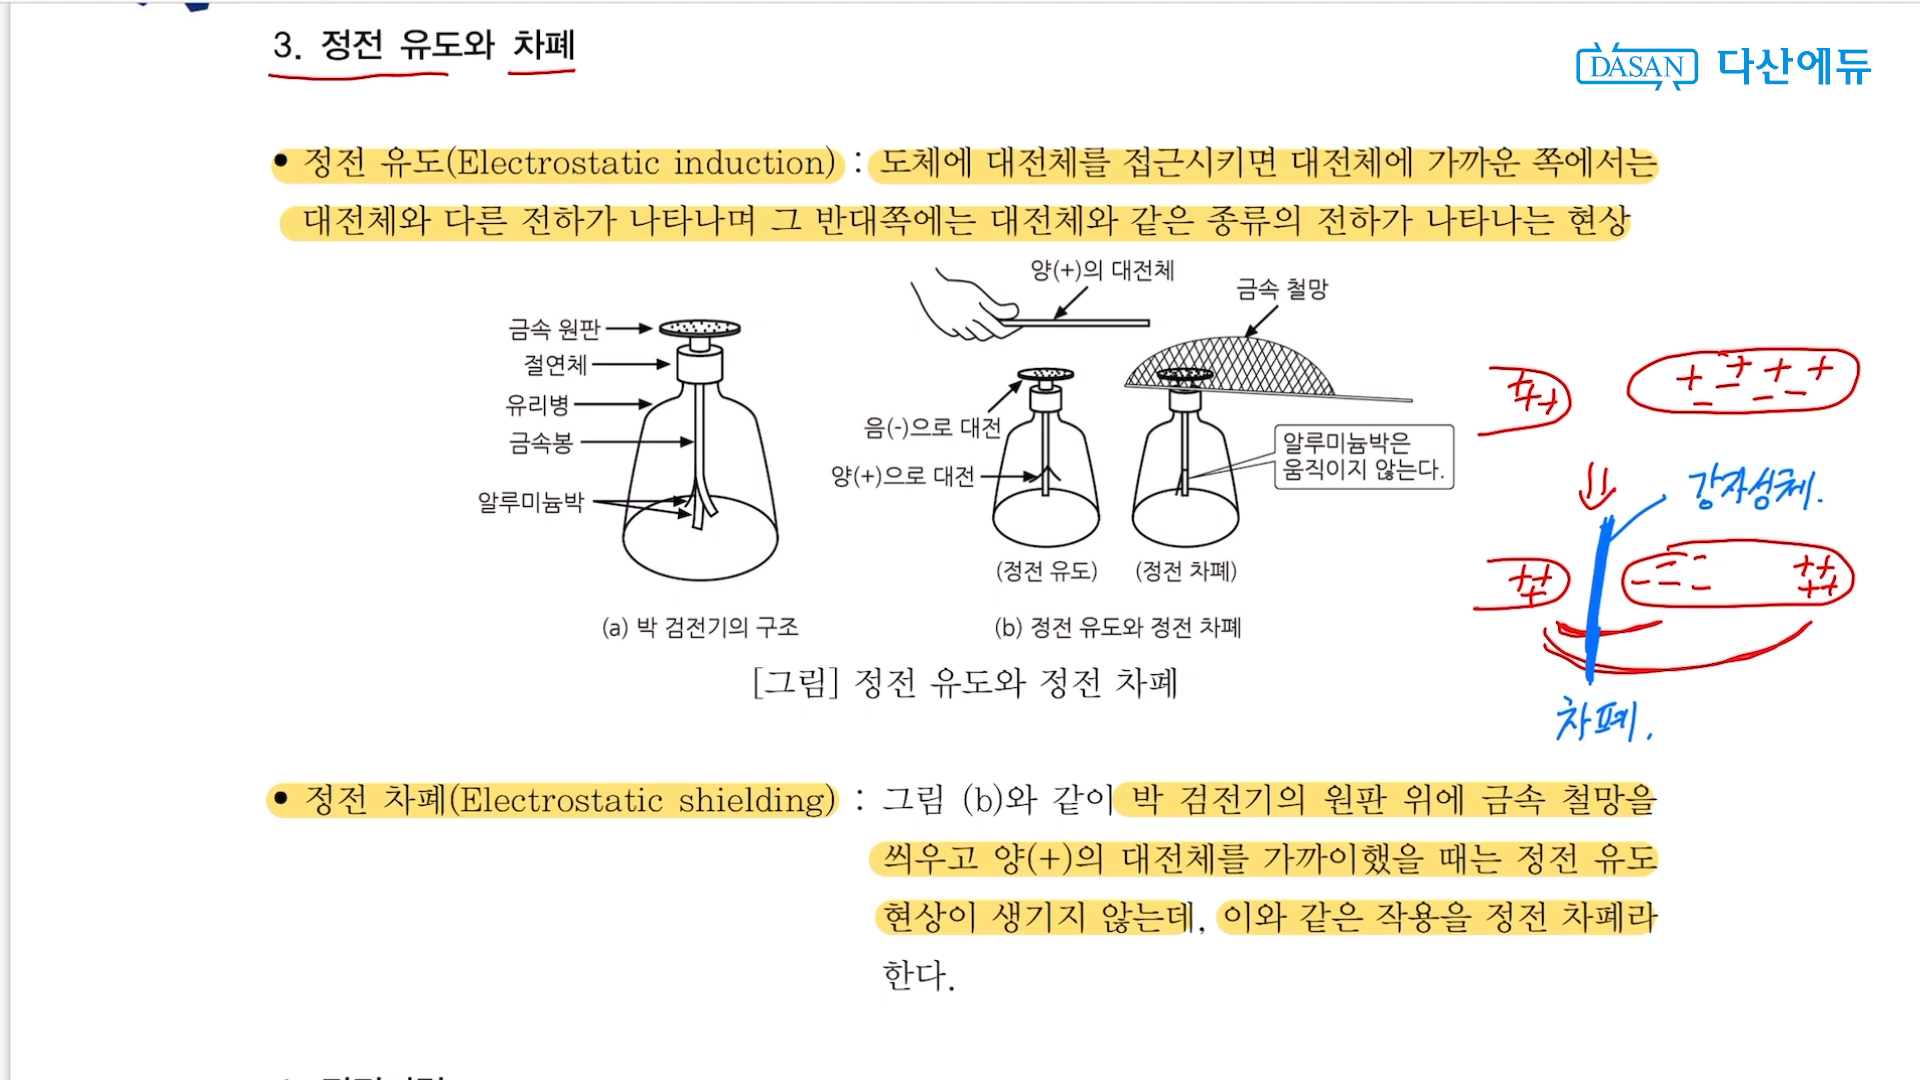 3. 정전 유도와 차폐
DASAN 다산에듀
• 정전 유도(Electrostatic induction) : 도체에 대전체를 접근시키면 대전체에 가까운 쪽에서는
대전체와 다른 전하가 나타나며 그 반대쪽에는 대전체와 같은 종류의 전하가 나타나는 현상
금속 원판
절연체
유리병
금속봉
알루미늄박
(a) 박 검전기의 구조
양(+)의 대전체
금속 철망
음(-)으로 대전
양(+)으로 대전
알루미늄박은
움직이지 않는다.
(정전 유도) (정전 차폐)
(b) 정전 유도와 정전 차폐
+++
+ + + +
− − − −
강자성체.
+++
− − − − −
++++
차폐.
[그림] 정전 유도와 정전 차폐
• 정전 차폐(Electrostatic shielding) : 그림 (b)와 같이 박 검전기의 원판 위에 금속 철망을
씌우고 양(+)의 대전체를 가까이했을 때는 정전 유도
현상이 생기지 않는데, 이와 같은 작용을 정전 차폐라
한다.